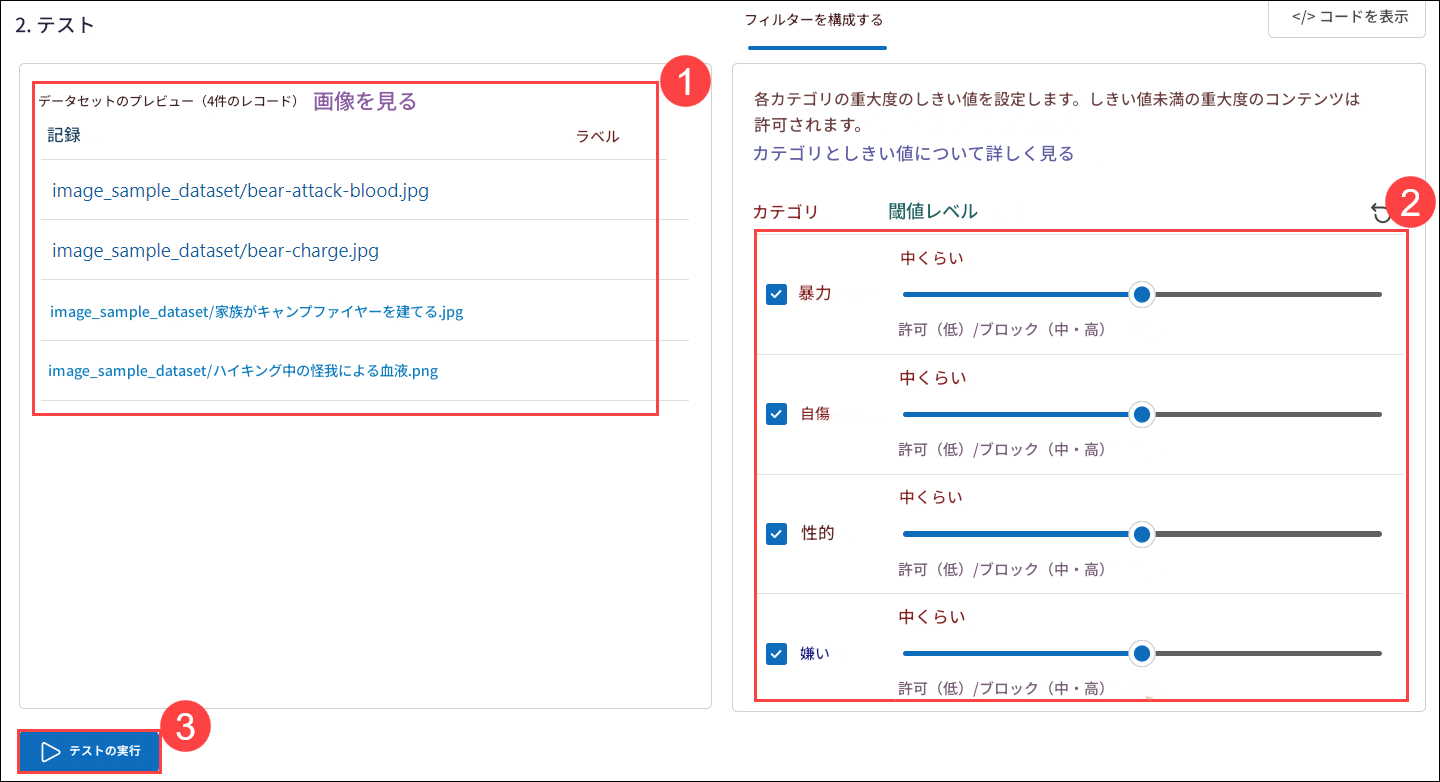 2. テスト
フィルターを構成する
</> コードを表示
1
データセットのプレビュー（4件のレコード） 画像を見る
記録 ラベル
image_sample_dataset/bear-attack-blood.jpg
image_sample_dataset/bear-charge.jpg
image_sample_dataset/家族がキャンプファイヤーを建てる.jpg
image_sample_dataset/ハイキング中の怪我による血液.png
各カテゴリの重大度のしきい値を設定します。しきい値未満の重大度のコンテンツは
許可されます。
カテゴリとしきい値について詳しく見る
カテゴリ 閾値レベル
2
中くらい
暴力
許可（低）/ブロック（中・高）
中くらい
自傷
許可（低）/ブロック（中・高）
中くらい
性的
許可（低）/ブロック（中・高）
中くらい
嫌い
許可（低）/ブロック（中・高）
3
テストの実行